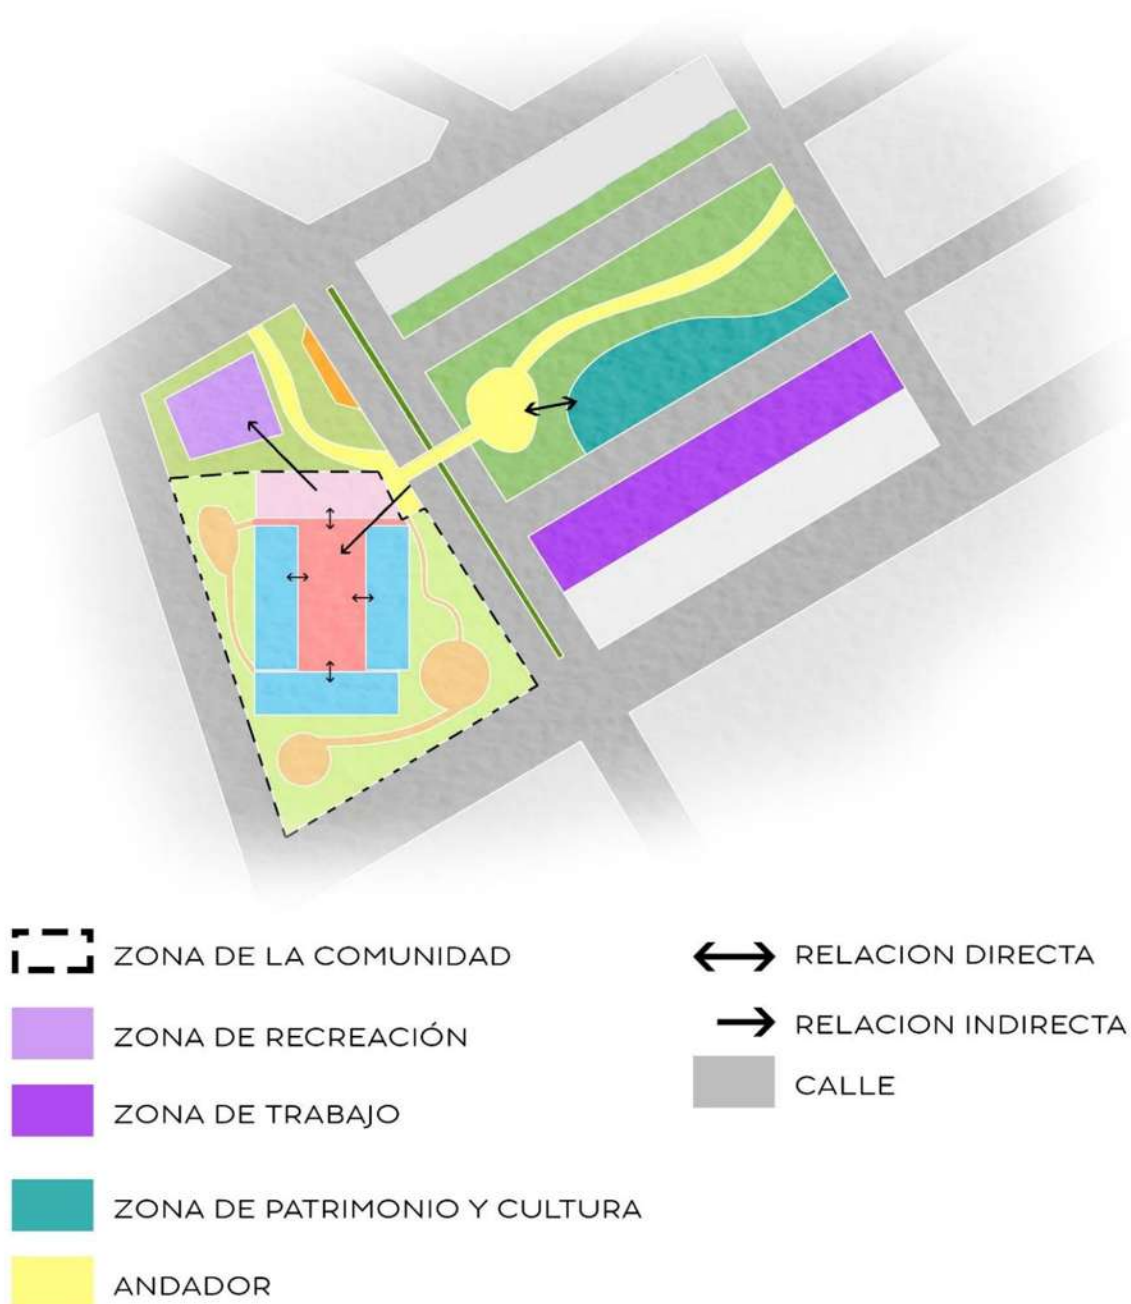 ZONA DE LA COMUNIDAD
ZONA DE RECREACIÓN
ZONA DE TRABAJO
ZONA DE PATRIMONIO Y CULTURA
ANDADOR
RELACION DIRECTA
RELACION INDIRECTA
CALLE